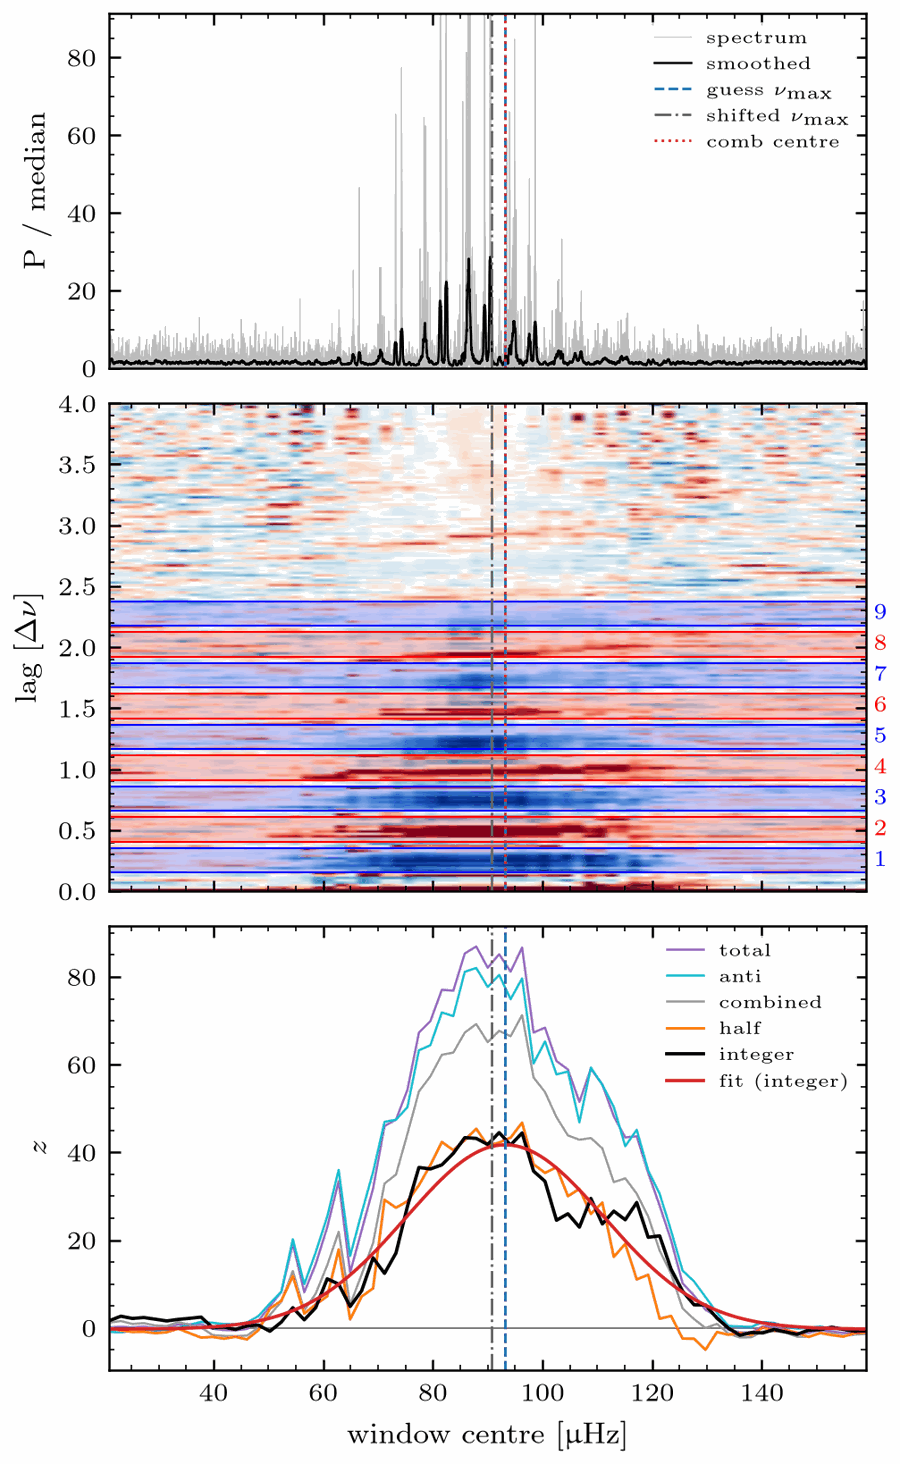 80
60
40
20
0
P / median
spectrum
smoothed
guess ν_max
shifted ν_max
comb centre
4.0
3.5
3.0
2.5
2.0
1.5
1.0
0.5
0.0
lag [Δν]
9
8
7
6
5
4
3
2
1
80
60
40
20
0
z
total
anti
combined
half
integer
fit (integer)
40 60 80 100 120 140
window centre [μHz]